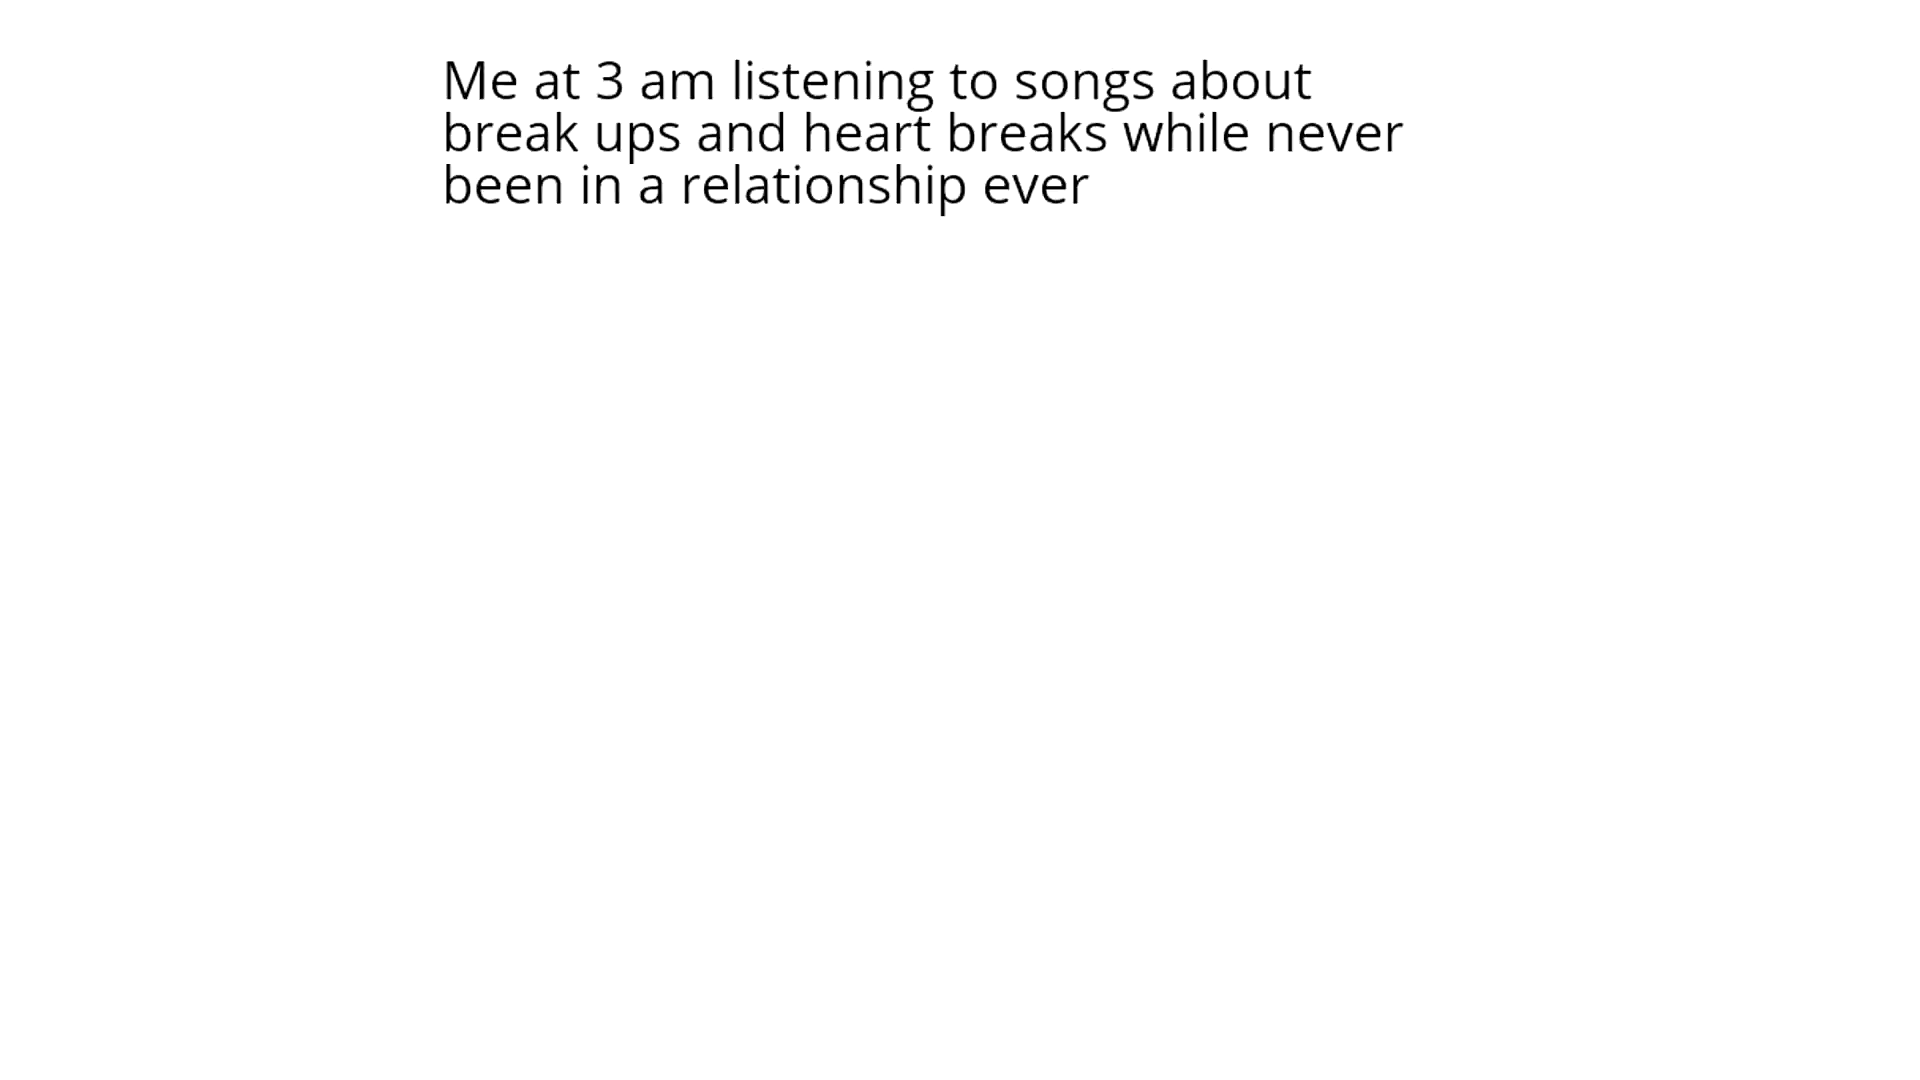 Me at 3 am listening to songs about
break ups and heart breaks while never
been in a relationship ever